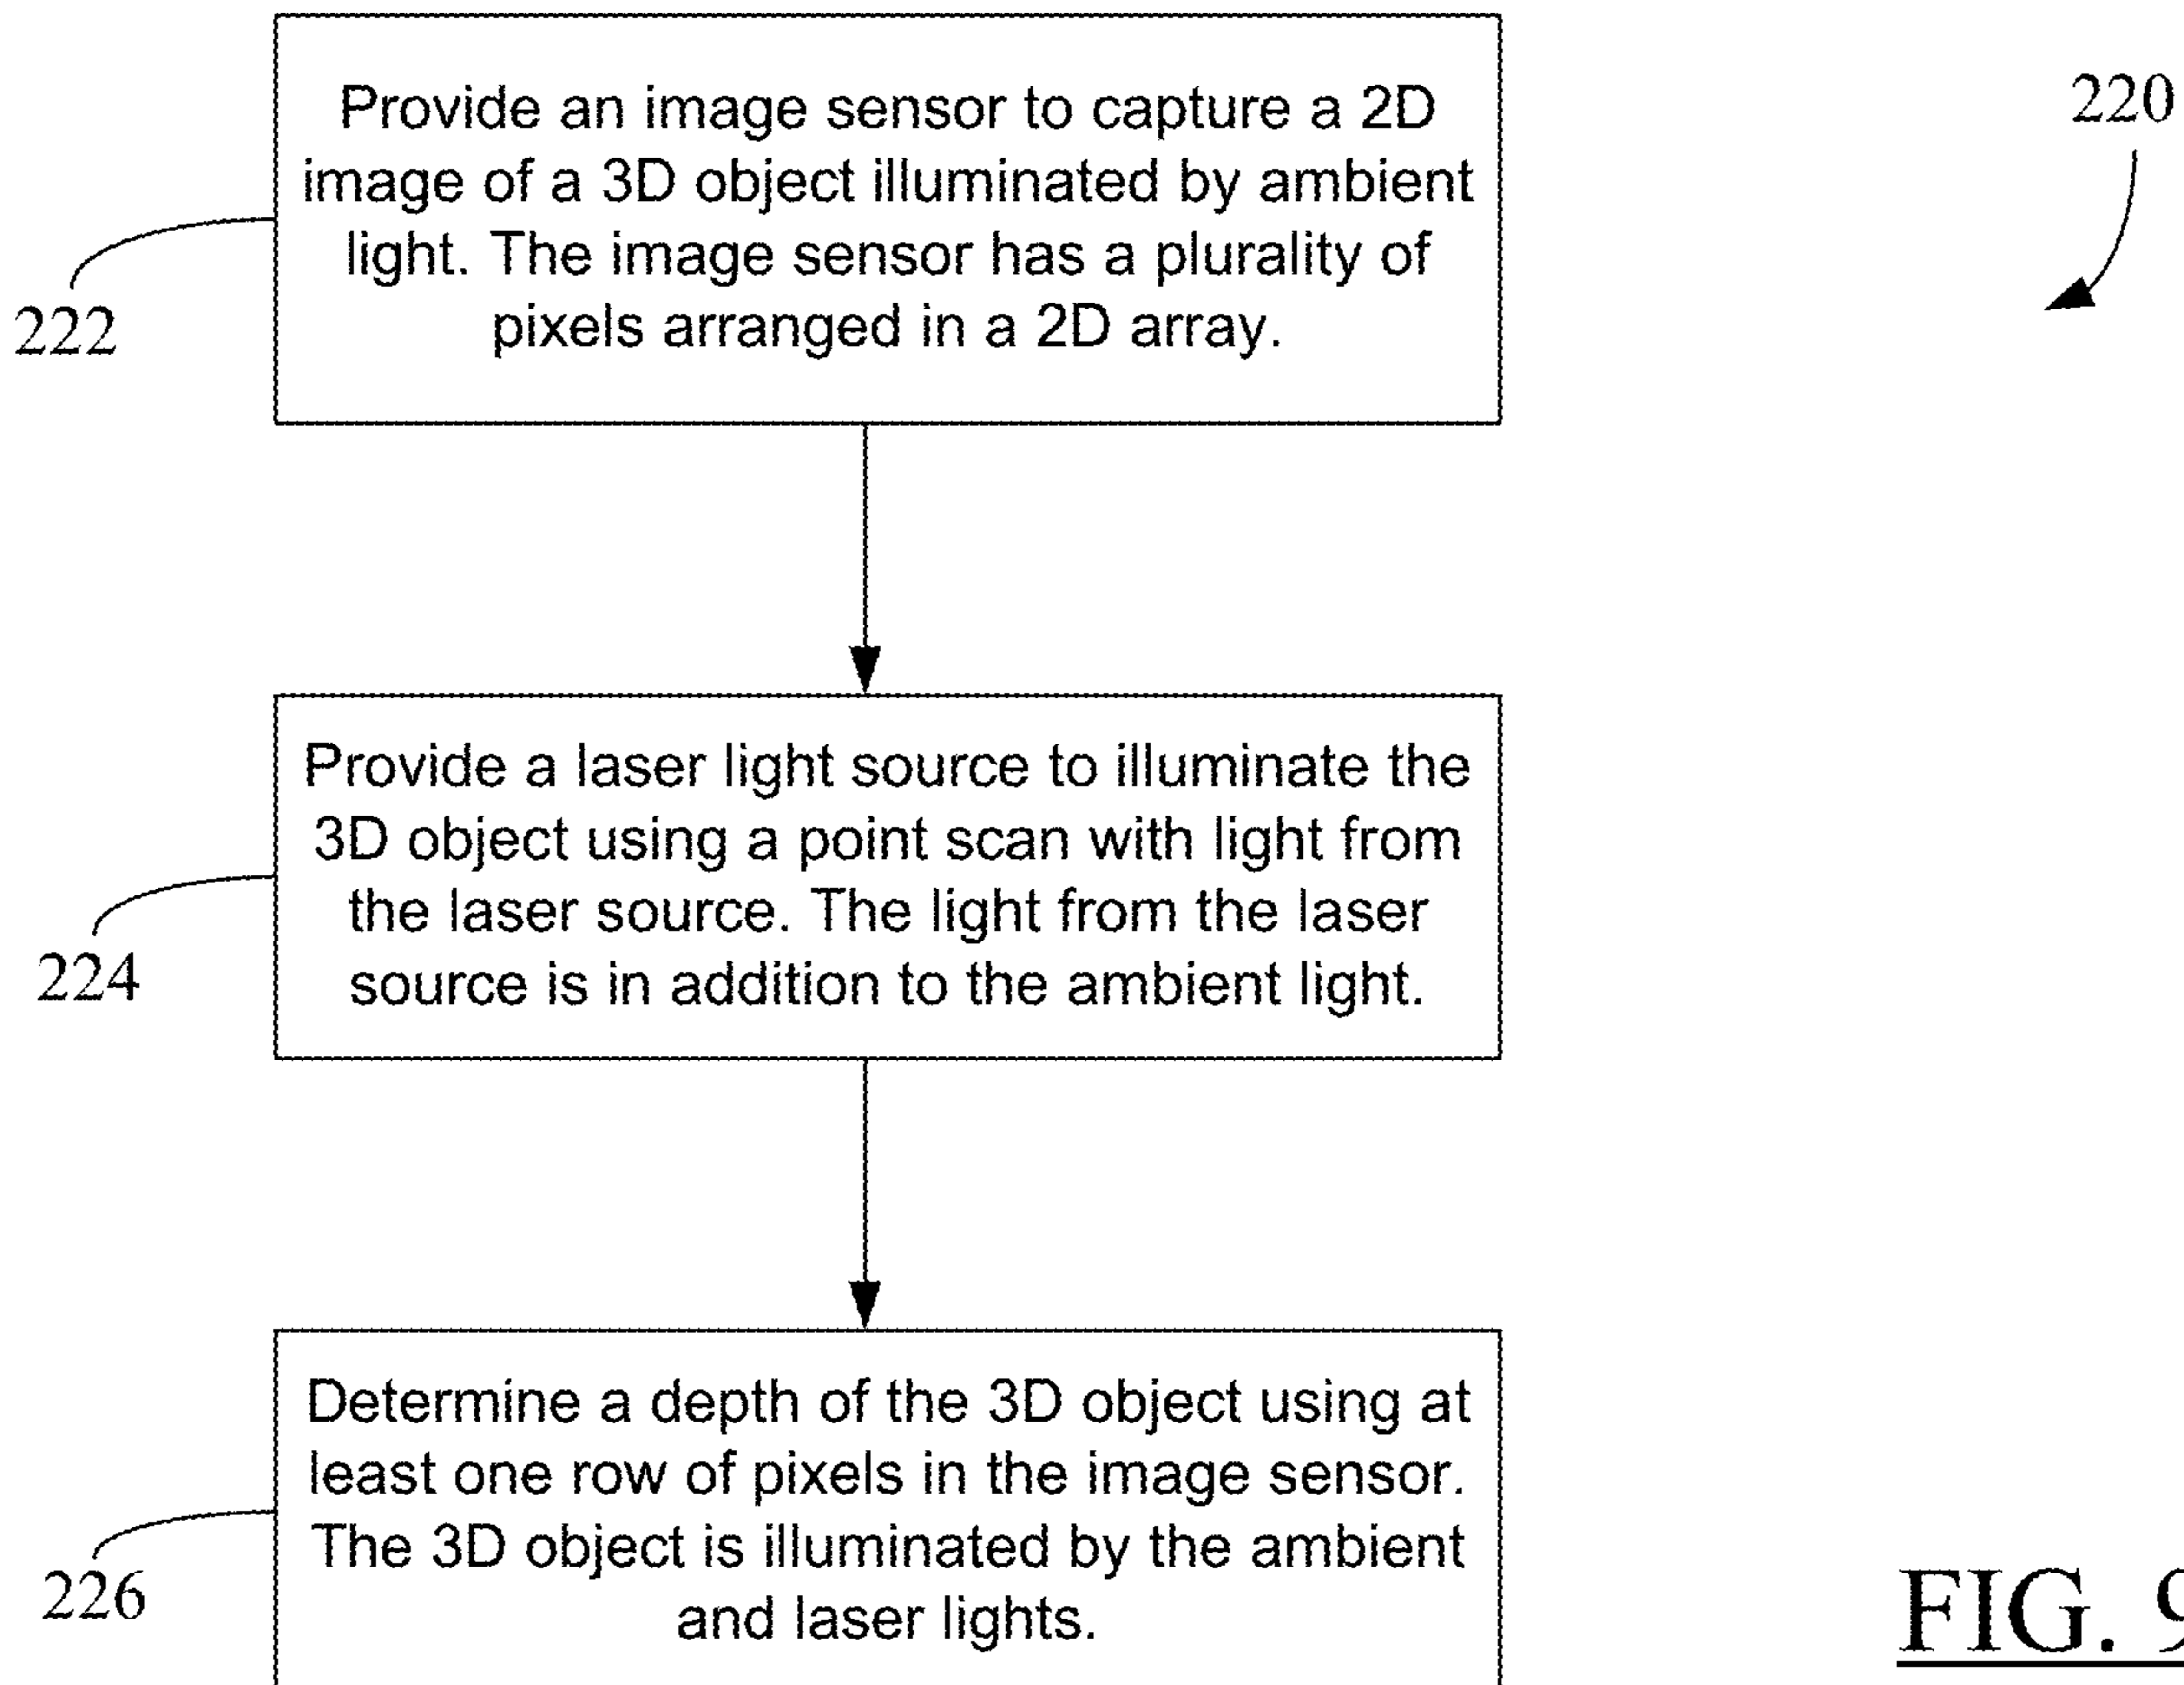 220
Provide an image sensor to capture a 2D
image of a 3D object illuminated by ambient
light. The image sensor has a plurality of
pixels arranged in a 2D array.
222
Provide a laser light source to illuminate the
3D object using a point scan with light from
the laser source. The light from the laser
source is in addition to the ambient light.
224
Determine a depth of the 3D object using at
least one row of pixels in the image sensor.
The 3D object is illuminated by the ambient
and laser lights.
226
FIG. 9